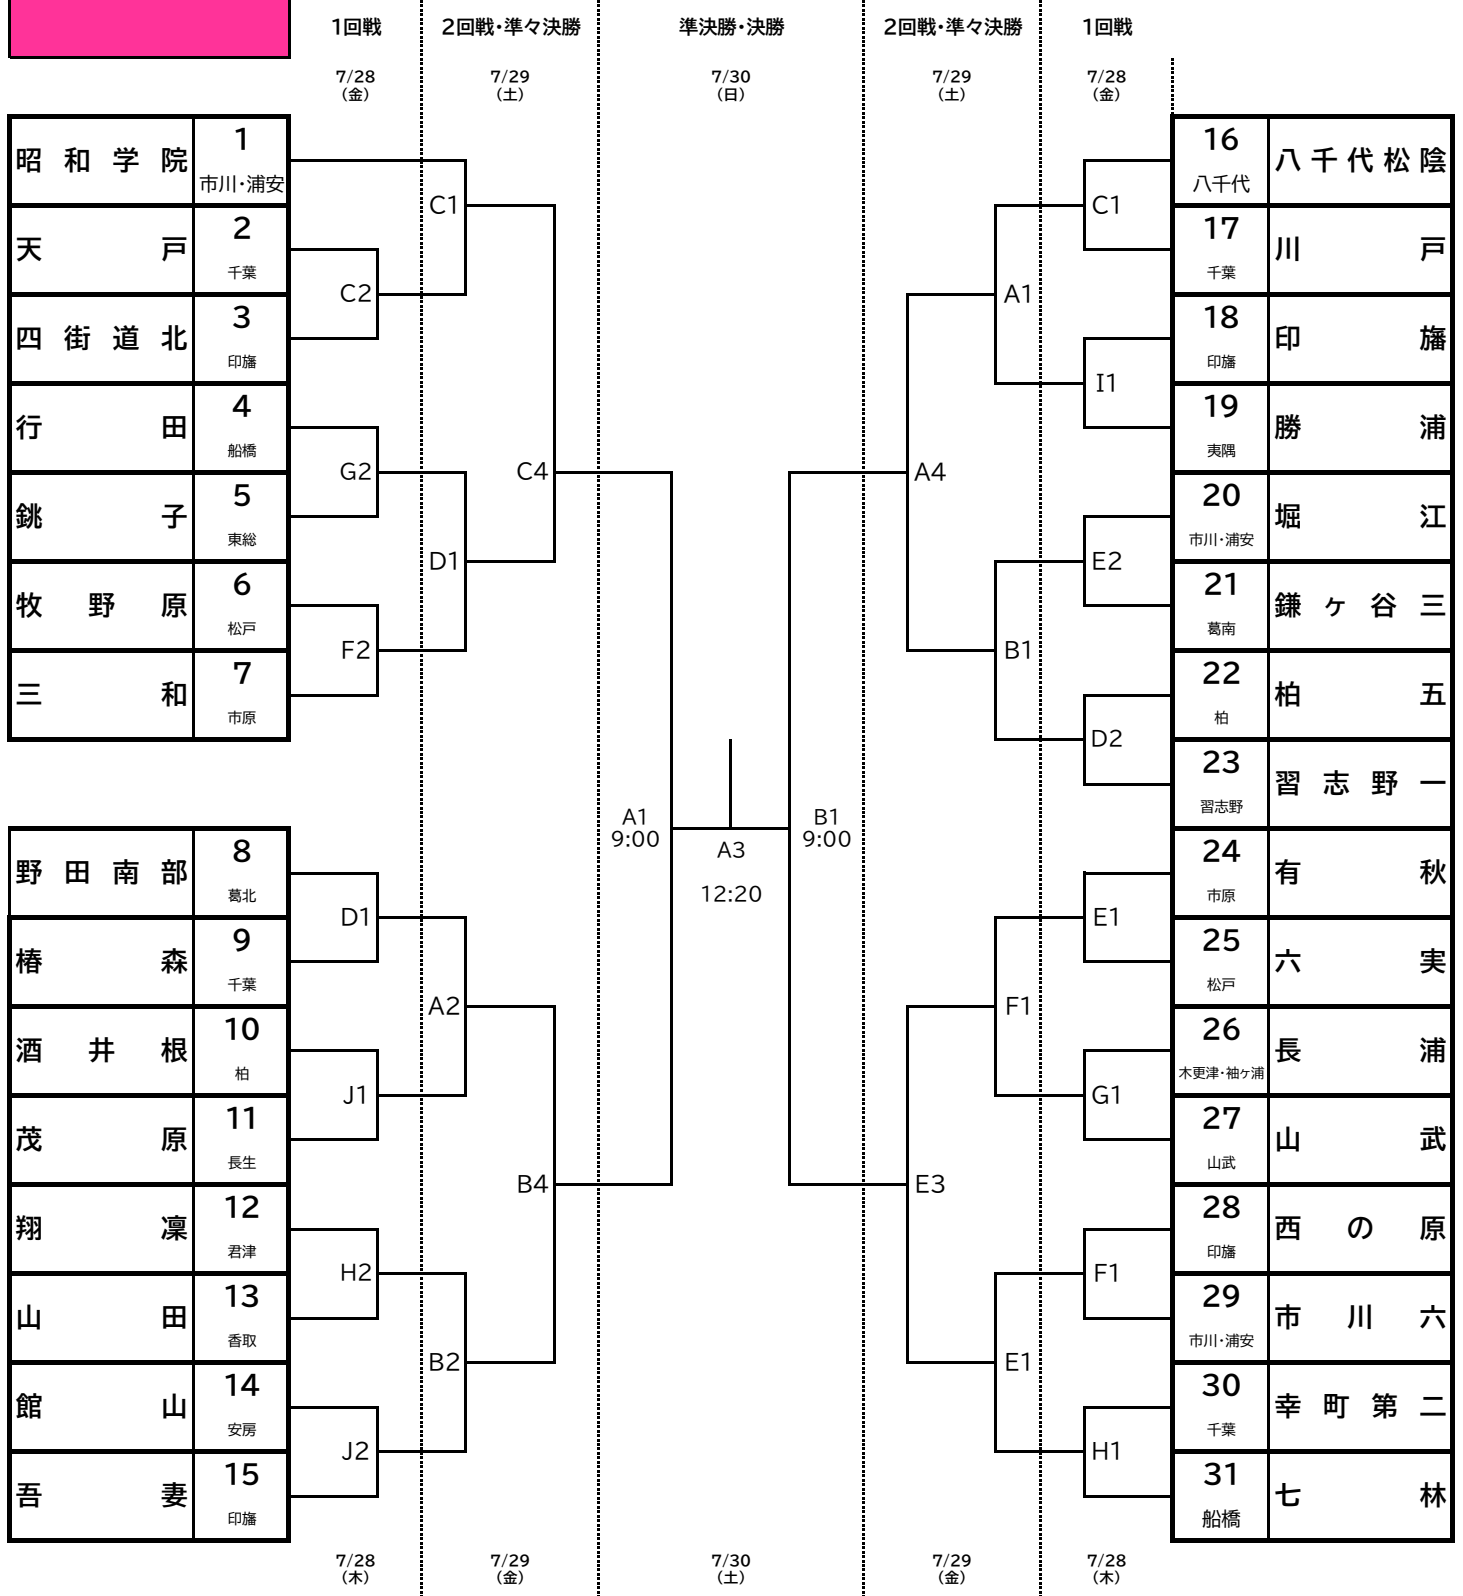 1回戦 2回戦・準々決勝 準決勝・決勝 2回戦・準々決勝 1回戦
7/28 7/29 7/30 7/29 7/28
(金) (土) (日) (土) (金)
昭和学院 1 市川・浦安
天戸 2 千葉
四街道北 3 印旛
行田 4 船橋
銚子 5 東総
牧野原 6 松戸
三和 7 市原
野田南部 8 葛北
椿森 9 千葉
酒井根 10 柏
茂原 11 長生
翔凜 12 君津
山田 13 香取
館山 14 安房
吾妻 15 印旛
C2
G2
F2
D1
J1
H2
J2
C1
D1
A2
B2
C4
B4
A1
9:00
A3
12:20
B1
9:00
A4
E3
A1
B1
F1
E1
C1
I1
E2
D2
E1
G1
F1
H1
16 八千代 八千代松陰
17 千葉 川戸
18 印旛 印旛
19 夷隅 勝浦
20 市川・浦安 堀江
21 葛南 鎌ヶ谷三
22 柏 柏五
23 習志野 習志野一
24 市原 有秋
25 松戸 六実
26 木更津・袖ヶ浦 長浦
27 山武 山武
28 印旛 西の原
29 市川・浦安 市川六
30 千葉 幸町第二
31 船橋 七林
7/28 7/29 7/30 7/29 7/28
(木) (金) (土) (金) (木)